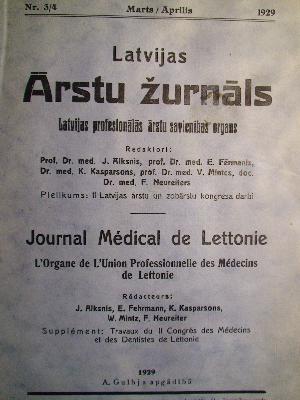 Nr. 3/4 Marts / Aprilis 1929
Latvijas
Ārstu žurnāls
Latvijas profesionālās ārstu savienības organs
Redaktori:
Prof. Dr. med. J. Alksnis, prof. Dr. med. E. Fērmanis,
Dr. med. K. Kasparsons, prof. Dr. med. V. Mintcs, doc.
Dr. med. F. Neureiters
Pielikums: II Latvijas ārstu un zobārstu kongresa darbi
Journal Médical de Lettonie
L'Organe de L'Union Professionnelle des Médecins
de Lettonie
Rédacteurs:
J. Alksnis, E. Fehrmann, K. Kasparsons,
W. Mintz, F. Neureiter
Supplément: Travaux du II Congrès des Médecins
et des Dentistes de Lettonie
1929
A. Gulbja apgādībā